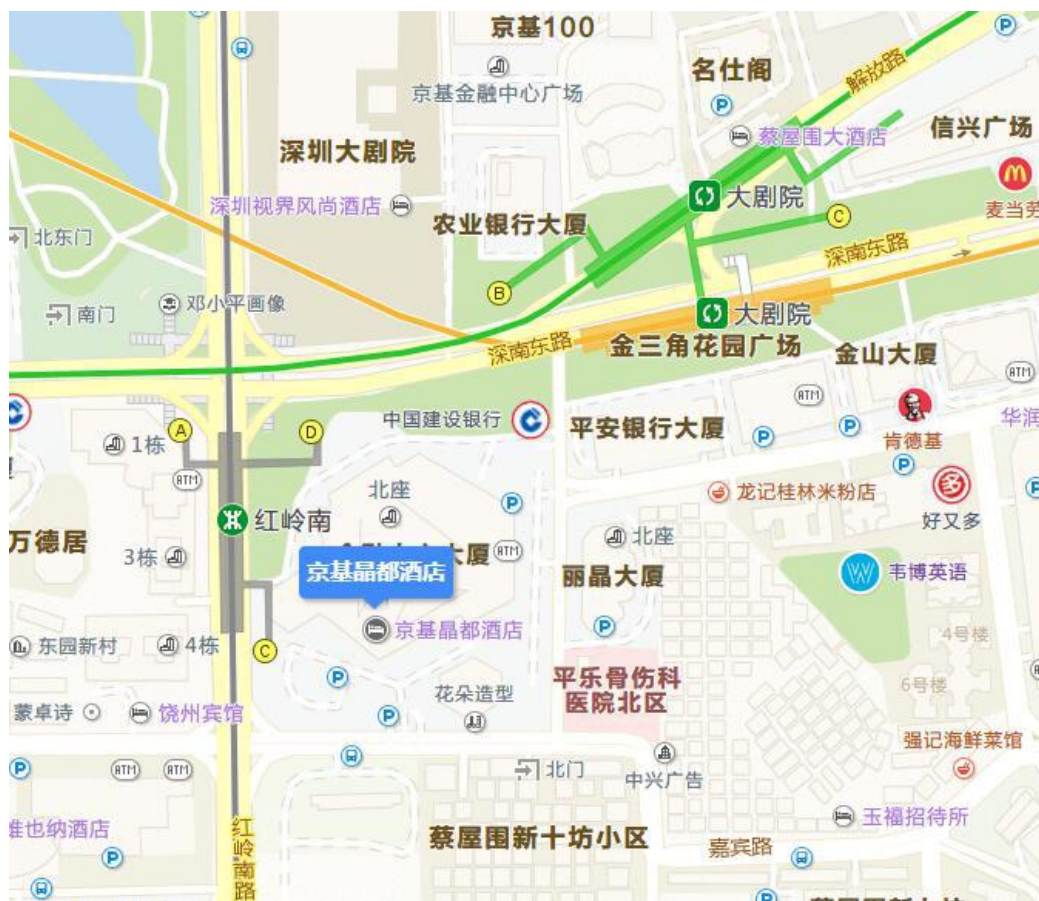 京基100
名仕阁
P
解放路
京基金融中心广场
P
蔡屋围大酒店
信兴广场
深圳大剧院
大剧院
深圳视界风尚酒店
农业银行大厦
C
麦当劳
北东门
深南东路
B
邓小平画像
南门
大剧院
深南东路
金三角花园广场
金山大厦
ATM
ATM
中国建设银行
平安银行大厦
P
P
肯德基
华润
A
D
1栋
P
ATM
北座
P
龙记桂林米粉店
多
好又多
红岭南
万德居
3栋
大厦
ATM
北座
京基晶都酒店
丽晶大厦
韦博英语
京基晶都酒店
P
东园新村
4栋
C
4号楼
P
花朵造型
平乐骨伤科
医院北区
6号楼
蒙卓诗
饶州宾馆
P
强记海鲜菜馆
P
ATM
ATM
北门
中兴广告
维也纳酒店
玉福招待所
P
红岭南路
蔡屋围新十坊小区
嘉宾路
P